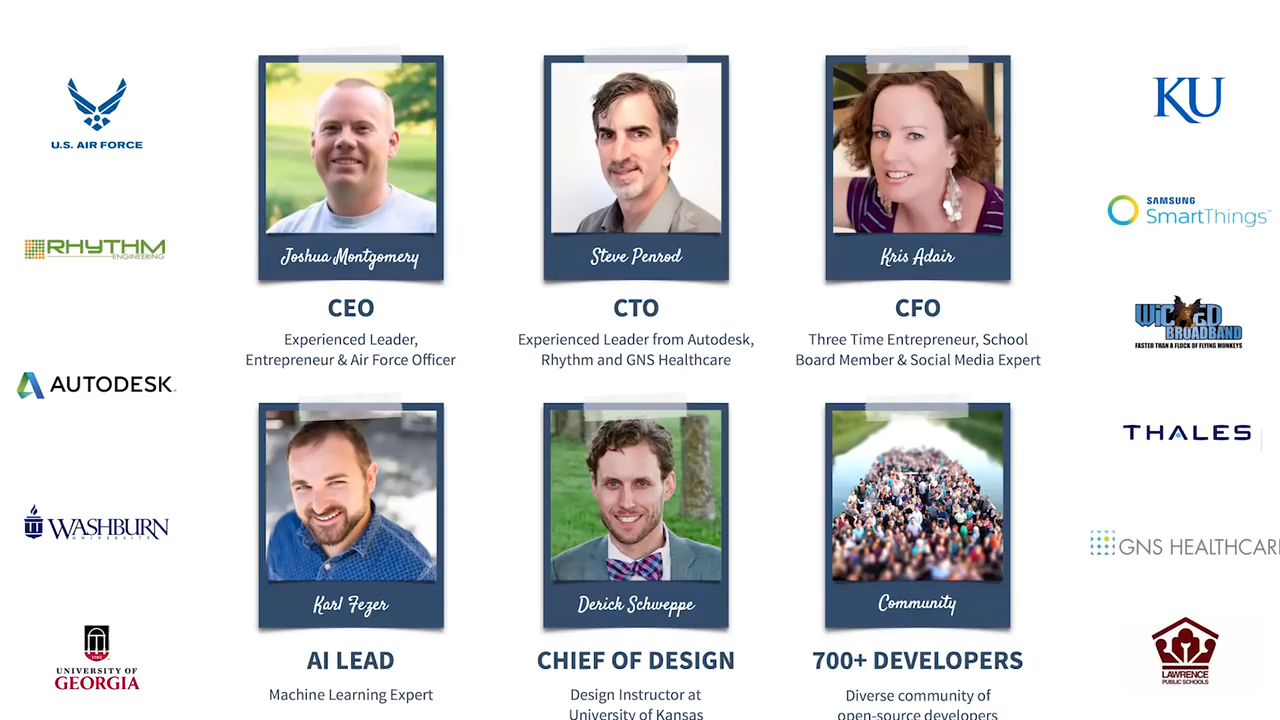 U.S. AIR FORCE
RHYTHM
ENGINEERING
AUTODESK
WASHBURN
UNIVERSITY
1785
UNIVERSITY OF
GEORGIA
Joshua Montgomery
CEO
Experienced Leader,
Entrepreneur & Air Force Officer
Steve Penrod
CTO
Experienced Leader from Autodesk,
Rhythm and GNS Healthcare
Kris Adair
CFO
Three Time Entrepreneur, School
Board Member & Social Media Expert
Karl Fezer
AI LEAD
Machine Learning Expert
Derick Schweppe
CHIEF OF DESIGN
Design Instructor at
University of Kansas
Community
700+ DEVELOPERS
Diverse community of
open-source developers
KU
SAMSUNG
SmartThings™
WiCKED
BROADBAND
FASTER THAN A FLOCK OF FLYING MONKEYS
THALES
GNS HEALTHCARE
LAWRENCE
PUBLIC SCHOOLS